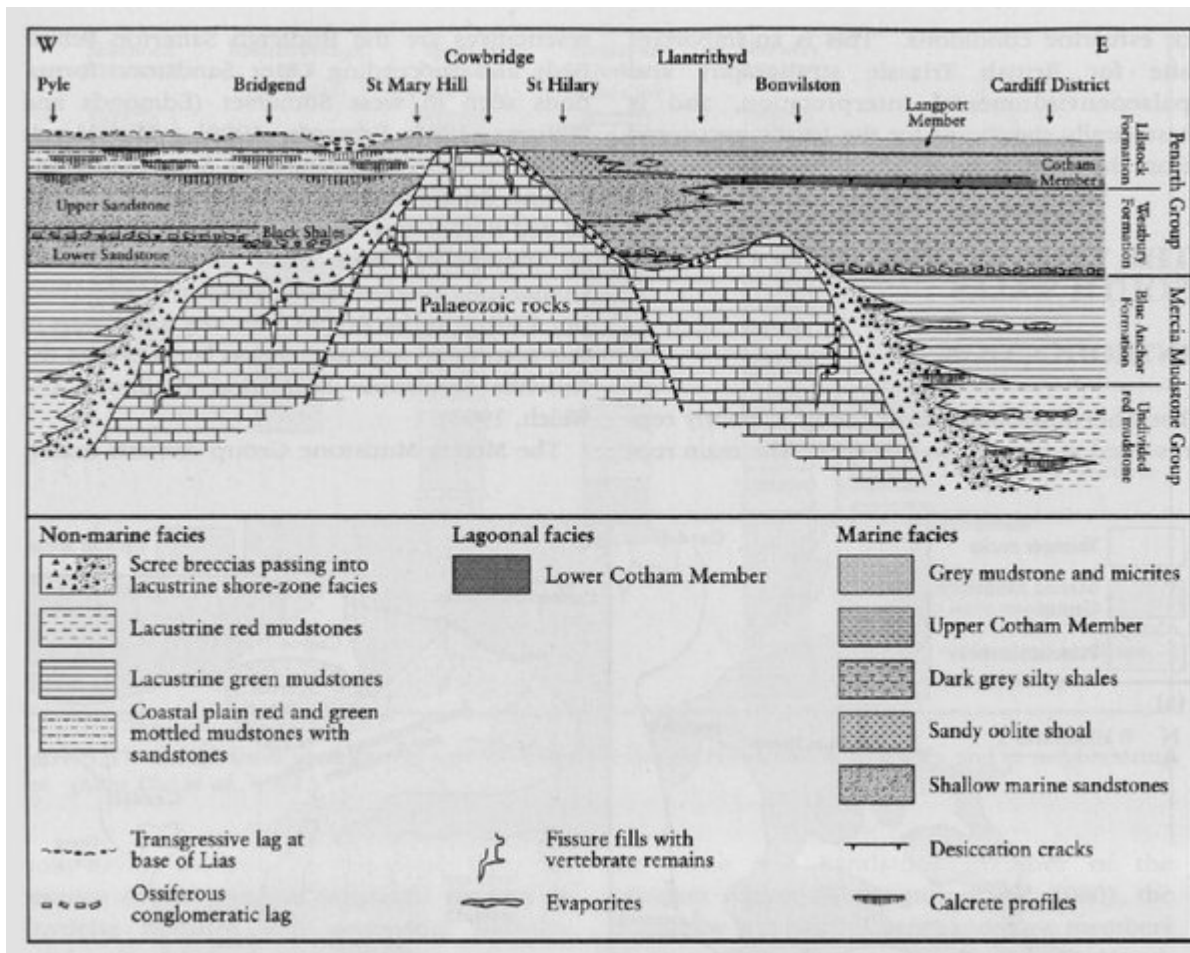 W
E
Cowbridge
Llantrithyd
Pyle
Bridgend
St Mary Hill
St Hilary
Bonvilston
Cardiff District
Langport
Member
Lilstock
Formation
Penarth Group
Cotham
Member
Westbury
Formation
Upper Sandstone
Black Shales
Lower Sandstone
Palaeozoic rocks
Blue Anchor
Formation
Mercia Mudstone Group
Undivided
red mudstone
Non-marine facies
Scree breccias passing into
lacustrine shore-zone facies
Lacustrine red mudstones
Lacustrine green mudstones
Coastal plain red and green
mottled mudstones with
sandstones
Transgressive lag at
base of Lias
Ossiferous
conglomeratic lag
Lagoonal facies
Lower Cotham Member
Fissure fills with
vertebrate remains
Evaporites
Marine facies
Grey mudstone and micrites
Upper Cotham Member
Dark grey silty shales
Sandy oolite shoal
Shallow marine sandstones
Desiccation cracks
Calcrete profiles